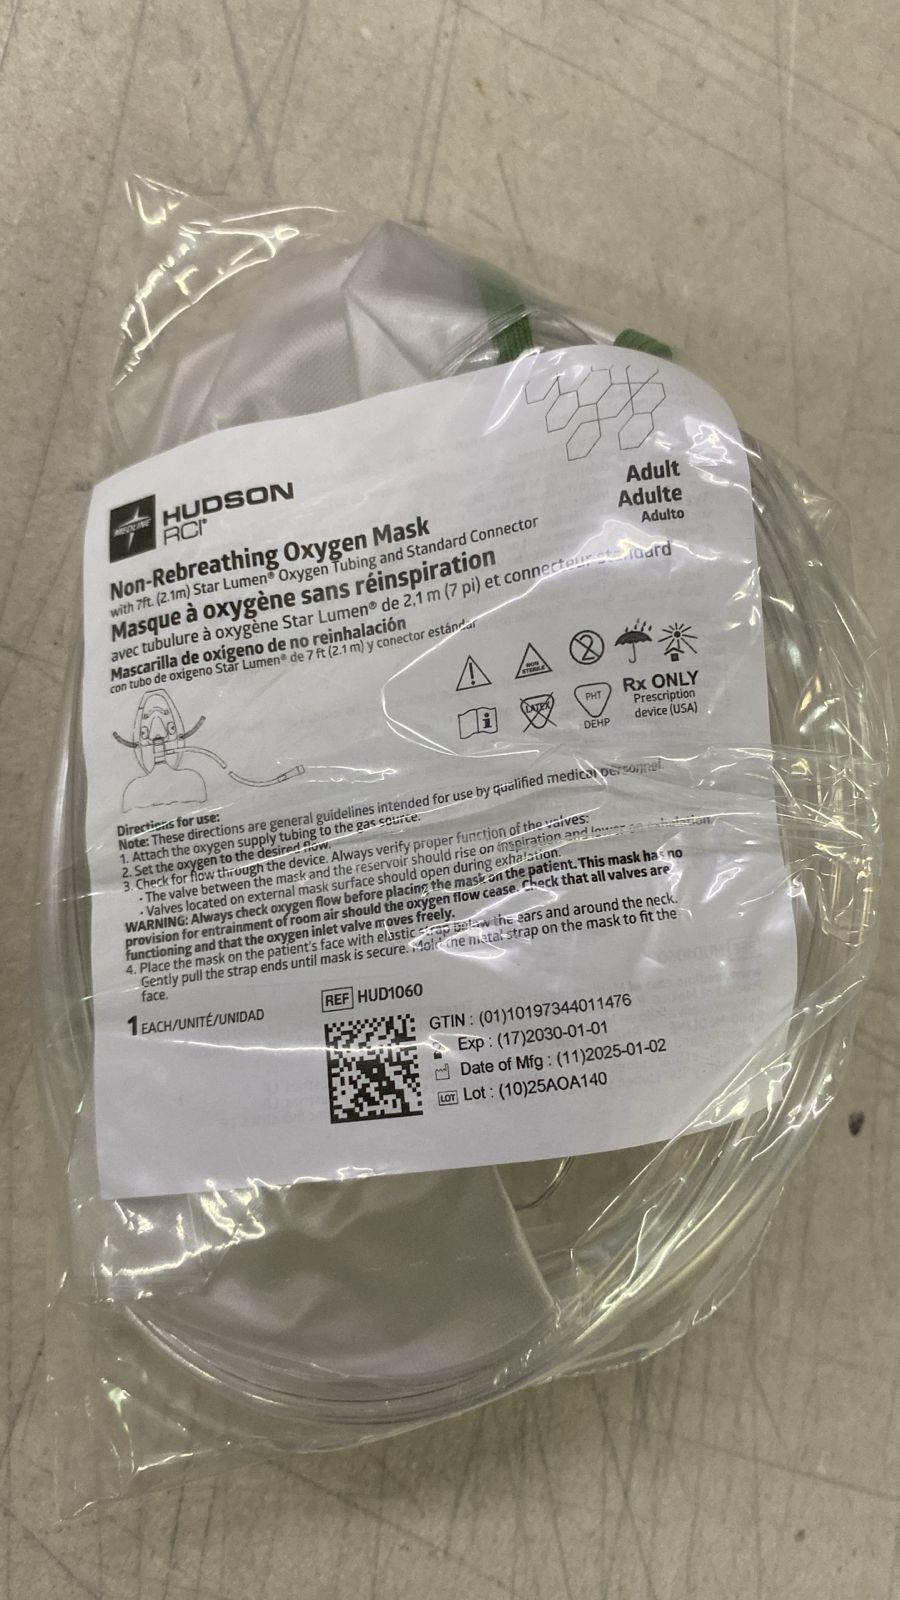 MEDLINE
HUDSON
RCI®
Adult
Adulte
Adulto
Non-Rebreathing Oxygen Mask
with 7ft. (2.1m) Star Lumen® Oxygen Tubing and Standard Connector
Masque à oxygène sans réinspiration
avec tubulure à oxygène Star Lumen® de 2,1 m (7 pi) et connecteur standard
Mascarilla de oxígeno de no reinhalación
con tubo de oxígeno Star Lumen® de 7 ft (2.1 m) y conector estándar
NON
STERILE
2
LATEX
PHT
DEHP
Rx ONLY
Prescription
device (USA)
Directions for use:
Note: These directions are general guidelines intended for use by qualified medical personnel.
1. Attach the oxygen supply tubing to the gas source.
2. Set the oxygen to the desired flow.
3. Check for flow through the device. Always verify proper function of the valves:
- The valve between the mask and the reservoir should rise on inspiration and lower on exhalation.
- Valves located on external mask surface should open during exhalation.
WARNING: Always check oxygen flow before placing the mask on the patient. This mask has no
provision for entrainment of room air should the oxygen flow cease. Check that all valves are
functioning and that the oxygen inlet valve moves freely.
4. Place the mask on the patient's face with elastic strap below the ears and around the neck.
Gently pull the strap ends until mask is secure. Mold the metal strap on the mask to fit the
face.
1 EACH/UNITÉ/UNIDAD
REF HUD1060
GTIN : (01)10197344011476
Exp : (17)2030-01-01
Date of Mfg : (11)2025-01-02
LOT Lot : (10)25AOA140